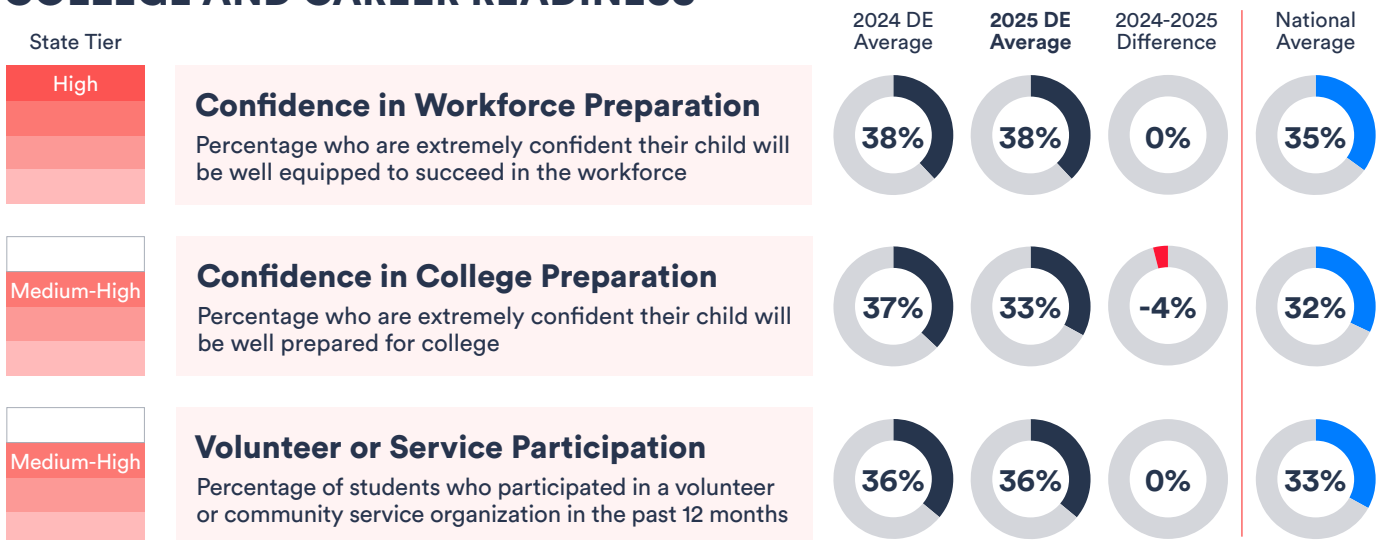 COLLEGE AND CAREER READINESS
State Tier
2024 DE
Average
2025 DE
Average
2024-2025
Difference
National
Average
High
Confidence in Workforce Preparation
Percentage who are extremely confident their child will
be well equipped to succeed in the workforce
38%
38%
0%
35%
Medium-High
Confidence in College Preparation
Percentage who are extremely confident their child will
be well prepared for college
37%
33%
-4%
32%
Medium-High
Volunteer or Service Participation
Percentage of students who participated in a volunteer
or community service organization in the past 12 months
36%
36%
0%
33%